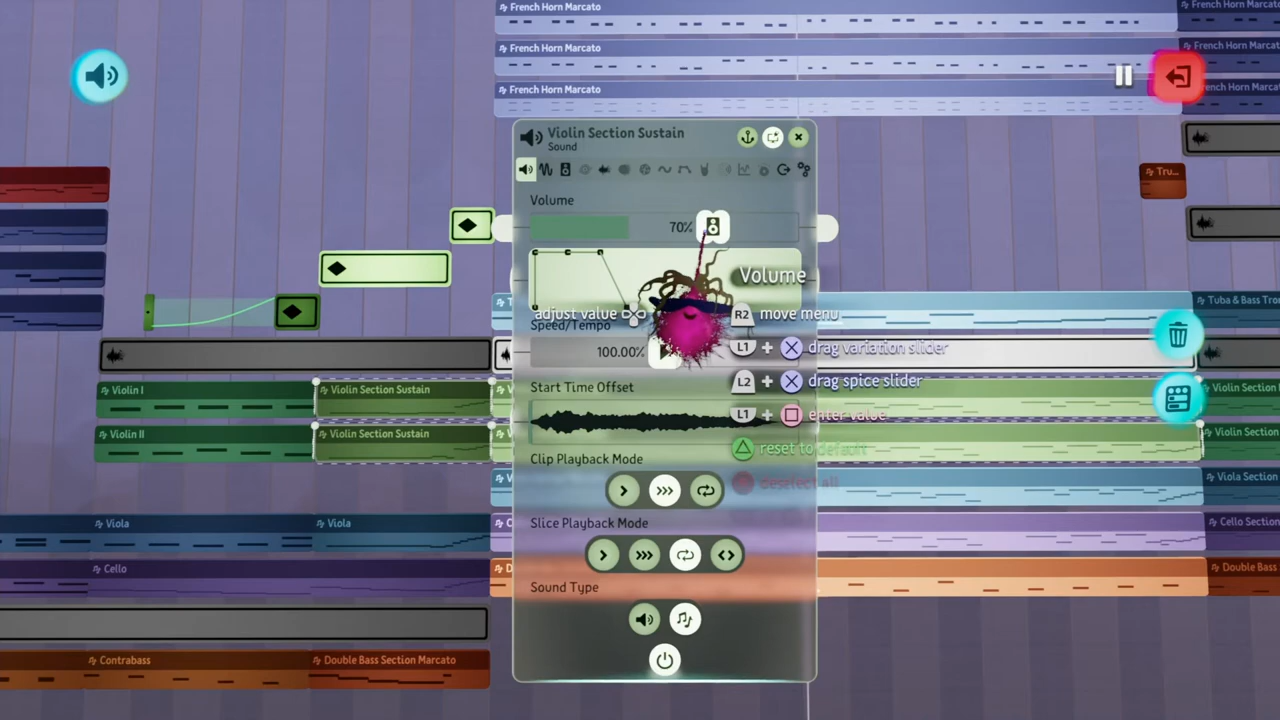 French Horn Marcato
French Horn Marcato
French Horn Marcato
French Horn Marcato
French Horn Marcato
French Horn Marcato
Violin Section Sustain
Sound
Tru...
Volume
70%
Volume
adjust value
R2 move menu
Speed/Tempo
Tuba & Bass Tro
100.00%
L1 + drag variation slider
L2 + drag spice slider
Start Time Offset
L1 + enter value
Violin I
Violin Section Sustain
Violin Section
Violin II
Violin Section Sustain
Violin Section
reset to default
Clip Playback Mode
deselect all
Viola Section
Viola
Viola
Slice Playback Mode
Cello Section
Cello
Double Bass
Sound Type
Contrabass
Double Bass Section Marcato